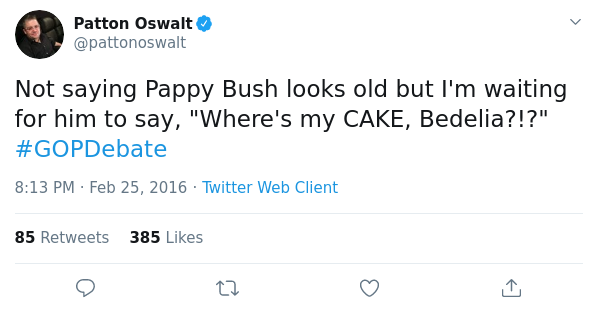 Patton Oswalt
@pattonoswalt
Not saying Pappy Bush looks old but I'm waiting
for him to say, "Where's my CAKE, Bedelia?!?"
#GOPDebate
8:13 PM · Feb 25, 2016 · Twitter Web Client
85 Retweets 385 Likes